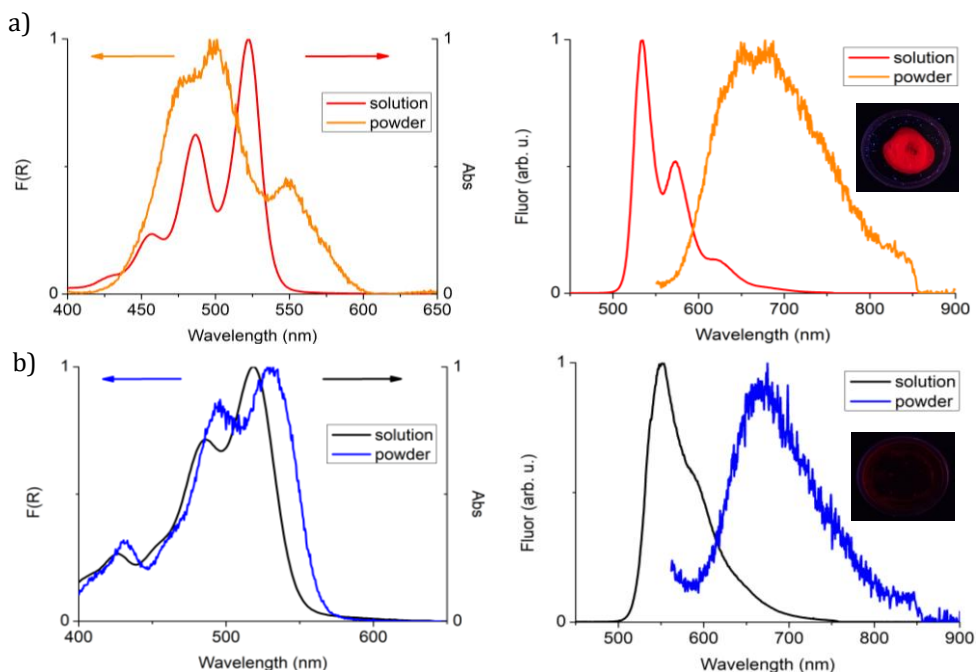 a)
1
F(R)
0
400
450
500
550
600
650
Wavelength (nm)
1
Abs
0
solution
powder
1
Fluor (arb. u.)
0
500
600
700
800
900
Wavelength (nm)
solution
powder
b)
1
F(R)
0
400
500
600
Wavelength (nm)
1
Abs
0
solution
powder
1
Fluor (arb. u.)
0
500
600
700
800
900
Wavelength (nm)
solution
powder